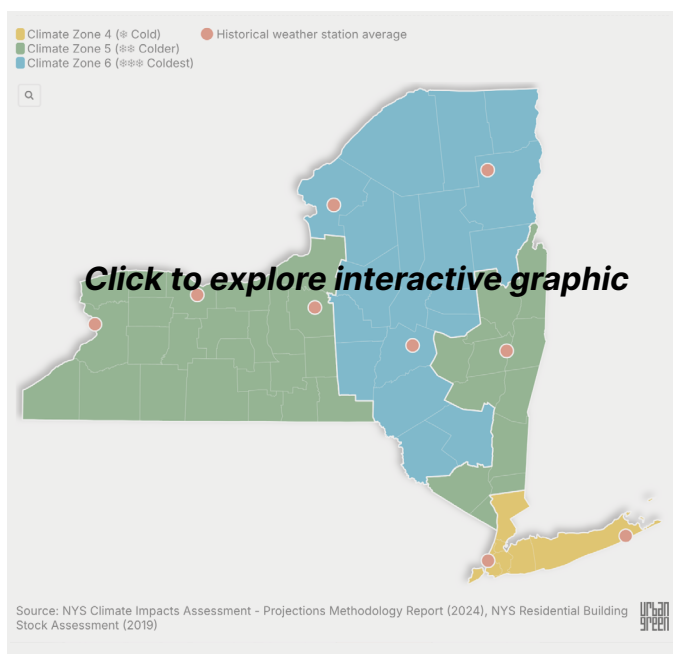 Climate Zone 4 (❄ Cold)
Historical weather station average
Climate Zone 5 (❄❄ Colder)
Climate Zone 6 (❄❄❄ Coldest)
Click to explore interactive graphic
Source: NYS Climate Impacts Assessment - Projections Methodology Report (2024), NYS Residential Building
Stock Assessment (2019)
urban
green